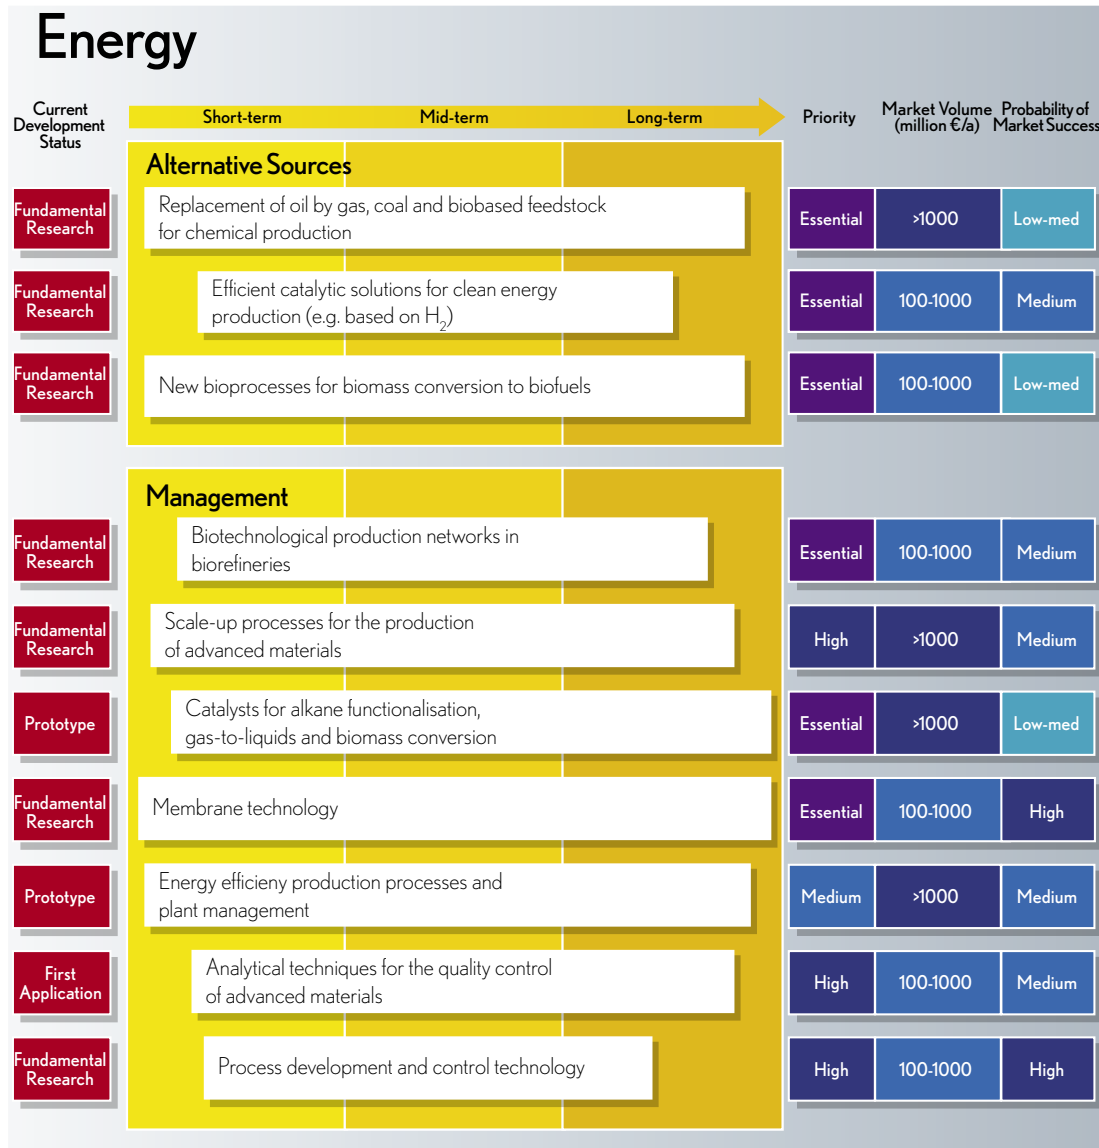 Energy
Current
Development
Status
Short-term
Mid-term
Long-term
Priority
Market Volume
(million €/a)
Probability of
Market Success
Alternative Sources
Fundamental
Research
Replacement of oil by gas, coal and biobased feedstock
for chemical production
Essential
>1000
Low-med
Fundamental
Research
Efficient catalytic solutions for clean energy
production (e.g. based on H₂)
Essential
100-1000
Medium
Fundamental
Research
New bioprocesses for biomass conversion to biofuels
Essential
100-1000
Low-med
Management
Fundamental
Research
Biotechnological production networks in
biorefineries
Essential
100-1000
Medium
Fundamental
Research
Scale-up processes for the production
of advanced materials
High
>1000
Medium
Prototype
Catalysts for alkane functionalisation,
gas-to-liquids and biomass conversion
Essential
>1000
Low-med
Fundamental
Research
Membrane technology
Essential
100-1000
High
Prototype
Energy efficieny production processes and
plant management
Medium
>1000
Medium
First
Application
Analytical techniques for the quality control
of advanced materials
High
100-1000
Medium
Fundamental
Research
Process development and control technology
High
100-1000
High